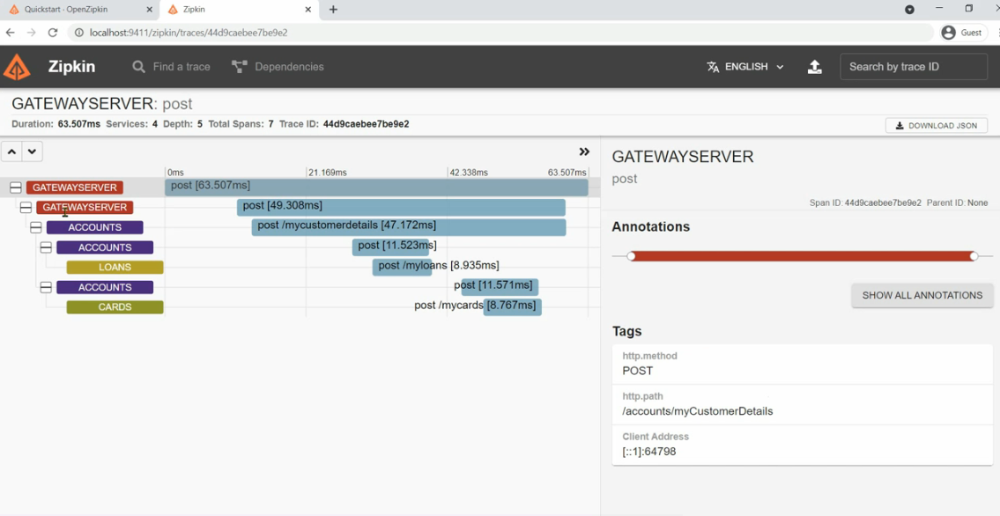 Quickstart · OpenZipkin
Zipkin
localhost:9411/zipkin/traces/44d9caebee7be9e2
Guest
Zipkin
Find a trace
Dependencies
ENGLISH
Search by trace ID
GATEWAYSERVER: post
Duration: 63.507ms Services: 4 Depth: 5 Total Spans: 7 Trace ID: 44d9caebee7be9e2
DOWNLOAD JSON
0ms 21.169ms 42.338ms 63.507ms
GATEWAYSERVER post [63.507ms]
GATEWAYSERVER post [49.308ms]
ACCOUNTS post /mycustomerdetails [47.172ms]
ACCOUNTS post [11.523ms]
LOANS post /myloans [8.935ms]
ACCOUNTS post [11.571ms]
CARDS post /mycards [8.767ms]
GATEWAYSERVER
post
Span ID: 44d9caebee7be9e2 Parent ID: None
Annotations
SHOW ALL ANNOTATIONS
Tags
http.method
POST
http.path
/accounts/myCustomerDetails
Client Address
[::1]:64798